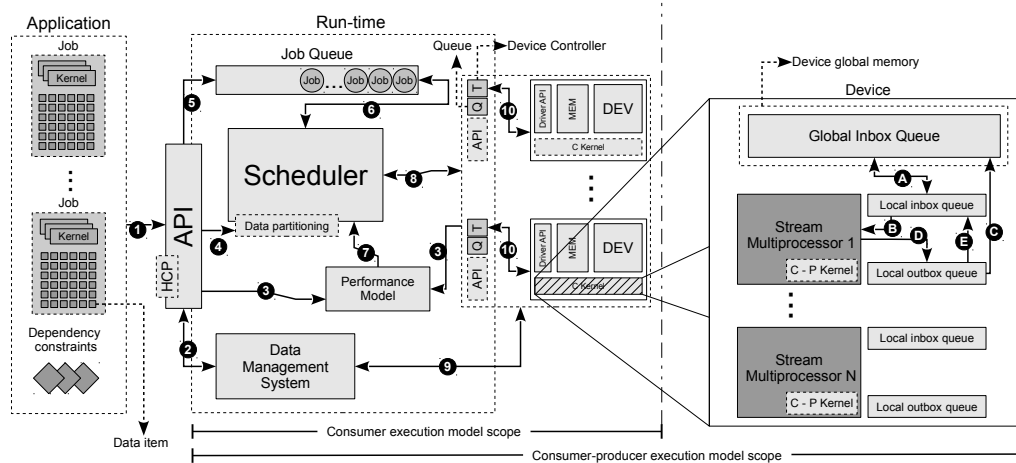 Application
Run-time
Job
Kernel
Job
Kernel
Dependency
constraints
Data item
Job Queue
Job
...
Job
Job
Job
5
6
Scheduler
Data partitioning
API
HCP
1
4
8
7
3
Performance
Model
3
2
Data
Management
System
9
Queue
Device Controller
T
Q
API
10
Driver API
MEM
DEV
C Kernel
T
Q
API
10
Driver API
MEM
DEV
C Kernel
Device global memory
Device
Global Inbox Queue
A
Local inbox queue
Stream
Multiprocessor 1
C - P Kernel
B
D
E
C
Local outbox queue
Stream
Multiprocessor N
C - P Kernel
Local inbox queue
Local outbox queue
Consumer execution model scope
Consumer-producer execution model scope